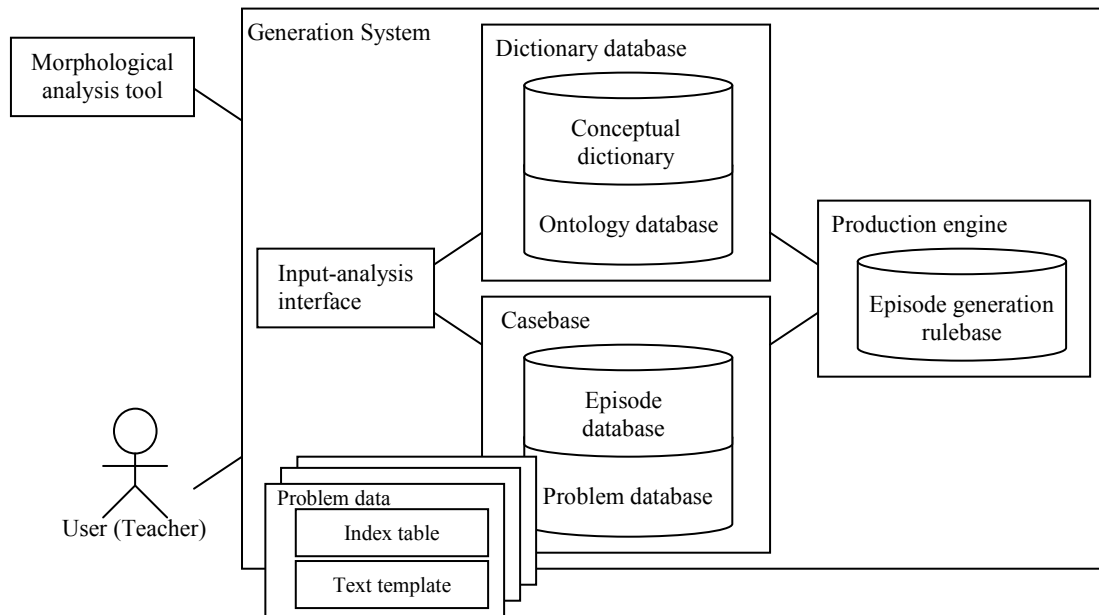 Generation System
Morphological
analysis tool
Dictionary database
Conceptual
dictionary
Ontology database
Input-analysis
interface
Production engine
Episode generation
rulebase
Casebase
Episode
database
Problem database
User (Teacher)
Problem data
Index table
Text template